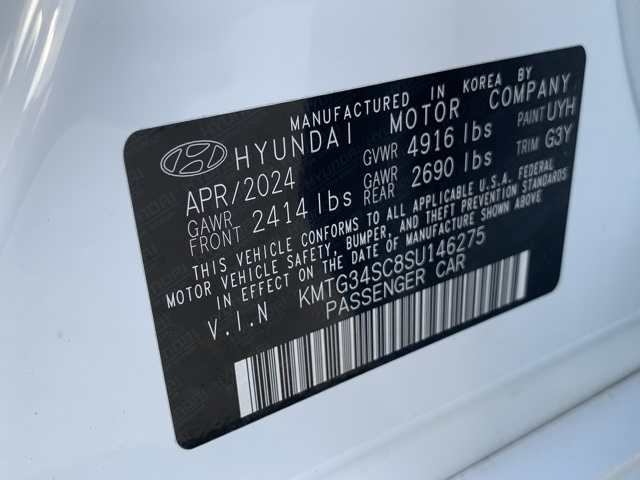 MANUFACTURED IN KOREA BY
HYUNDAI MOTOR COMPANY
APR/2024 GVWR 4916 lbs PAINT UYH
GAWR FRONT 2414 lbs GAWR REAR 2690 lbs TRIM G3Y
THIS VEHICLE CONFORMS TO ALL APPLICABLE U.S.A. FEDERAL
MOTOR VEHICLE SAFETY, BUMPER, AND THEFT PREVENTION STANDARDS
IN EFFECT ON THE DATE OF MANUFACTURE SHOWN ABOVE.
V.I.N KMTG34SC8SU146275
PASSENGER CAR